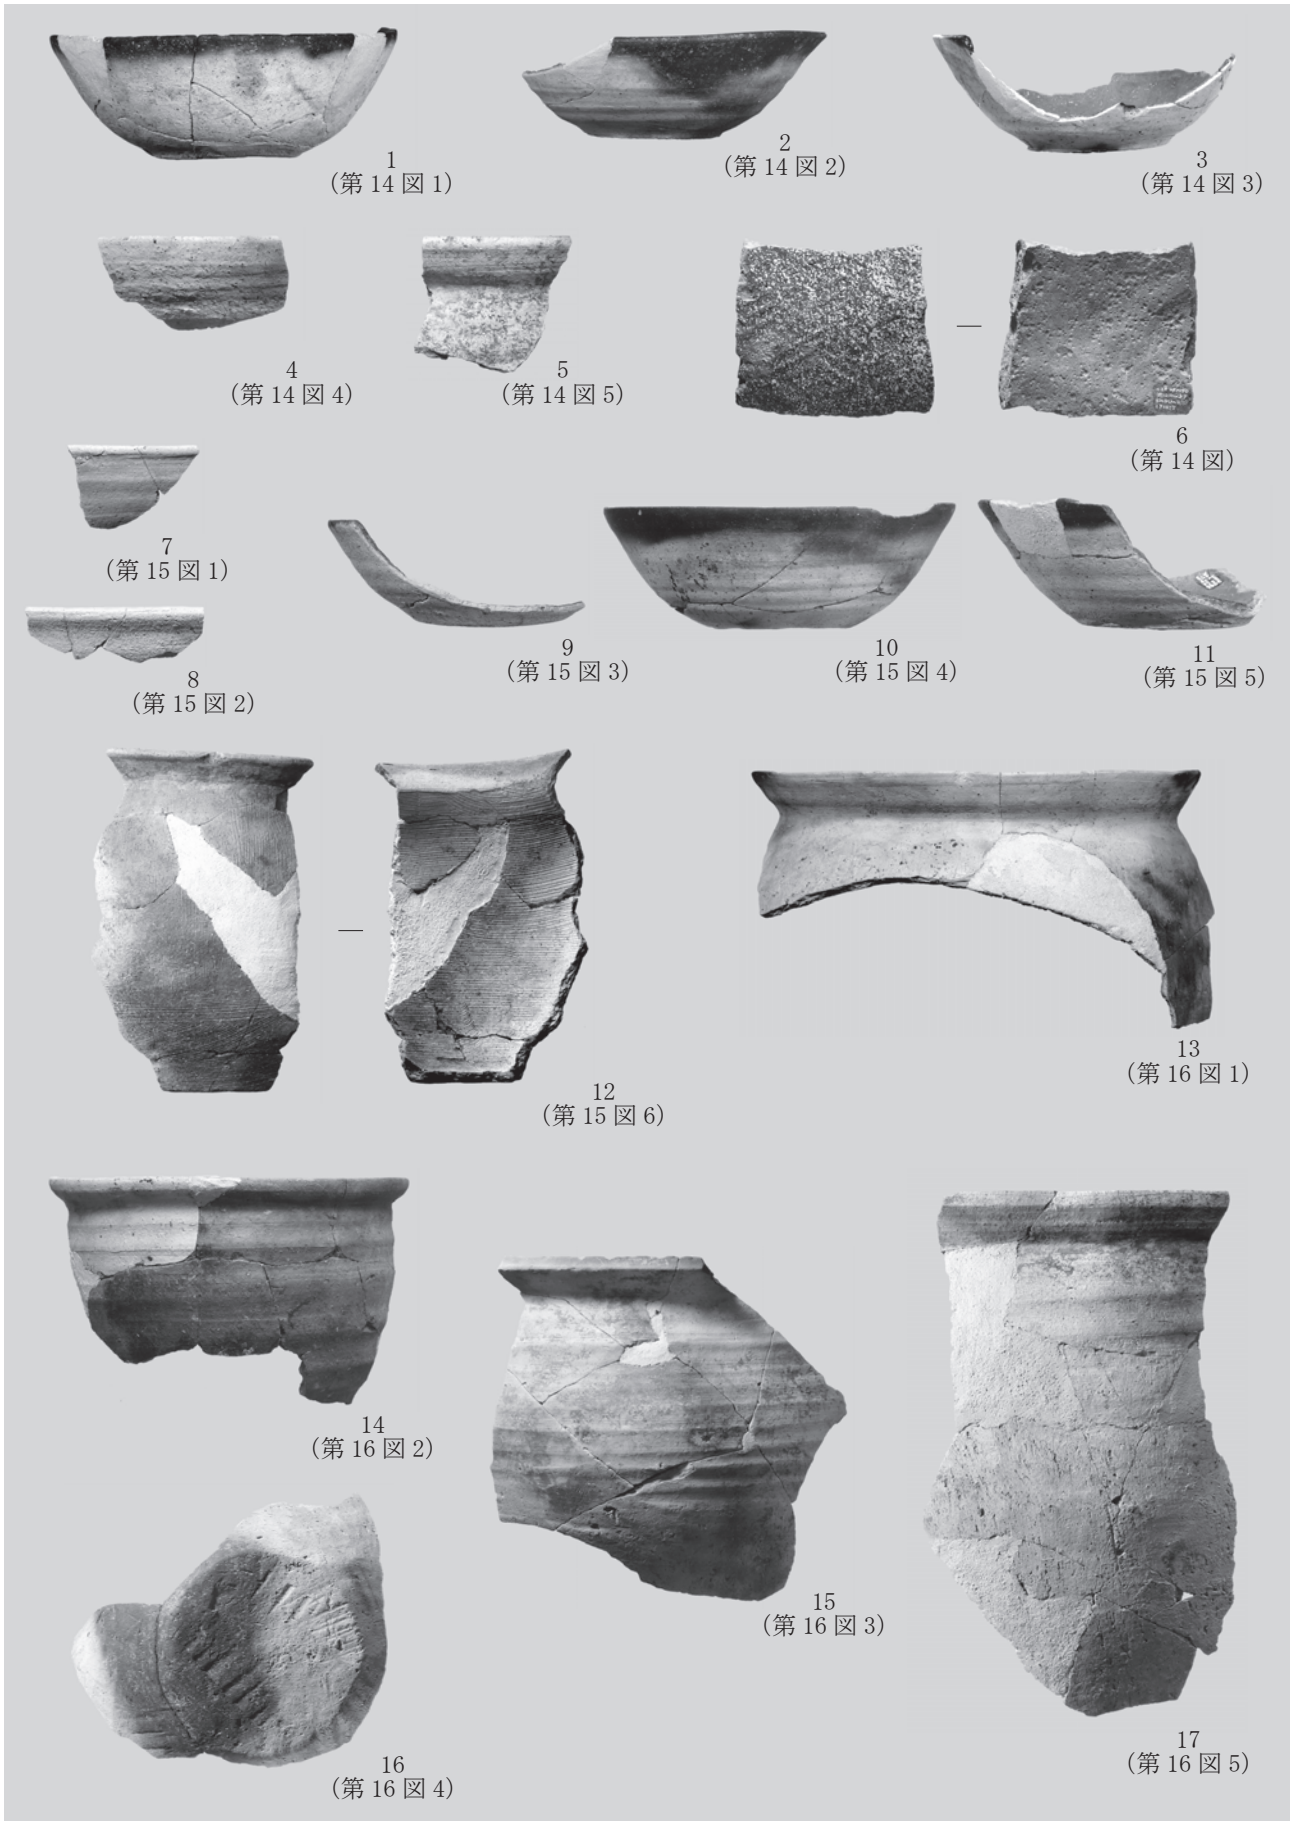 1
（第 14 図 1）
2
（第 14 図 2）
3
（第 14 図 3）
4
（第 14 図 4）
5
（第 14 図 5）
—
6
（第 14 図）
7
（第 15 図 1）
8
（第 15 図 2）
9
（第 15 図 3）
10
（第 15 図 4）
11
（第 15 図 5）
—
12
（第 15 図 6）
13
（第 16 図 1）
14
（第 16 図 2）
15
（第 16 図 3）
16
（第 16 図 4）
17
（第 16 図 5）